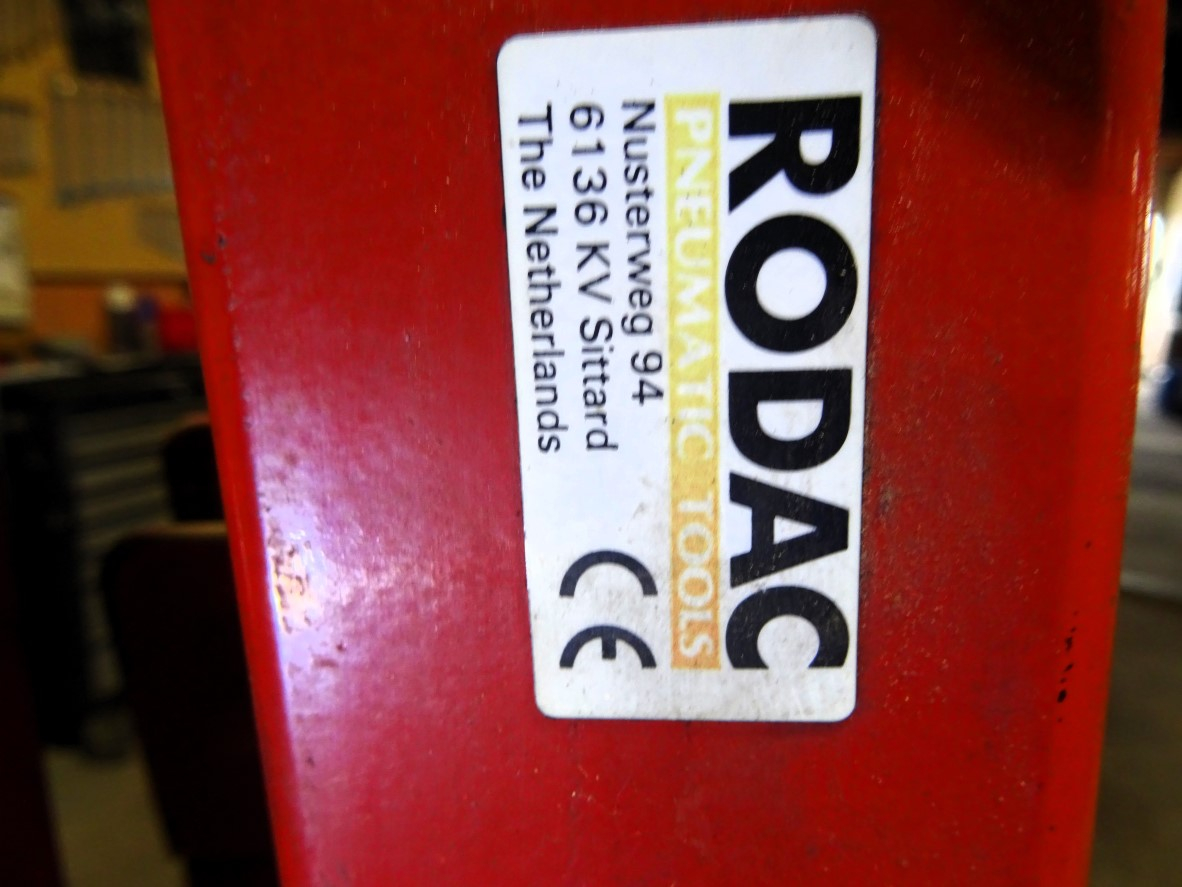 RODAC
PNEUMATIC TOOLS
Nusterweg 94
6136 KV Sittard
The Netherlands
CE